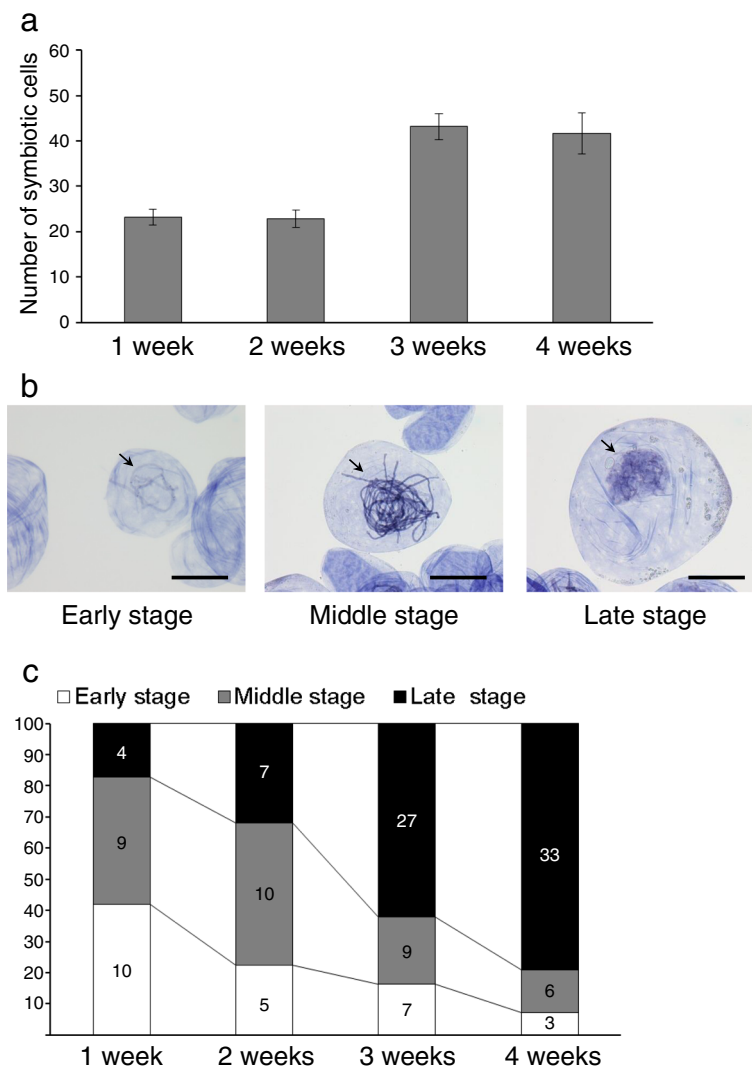 a
Number of symbiotic cells
60
50
40
30
20
10
0
1 week 2 weeks 3 weeks 4 weeks
b
Early stage Middle stage Late stage
c
Early stage Middle stage Late stage
100
90
80
70
60
50
40
30
20
10
4 7 27 33
9 10 9 6
10 5 7 3
1 week 2 weeks 3 weeks 4 weeks